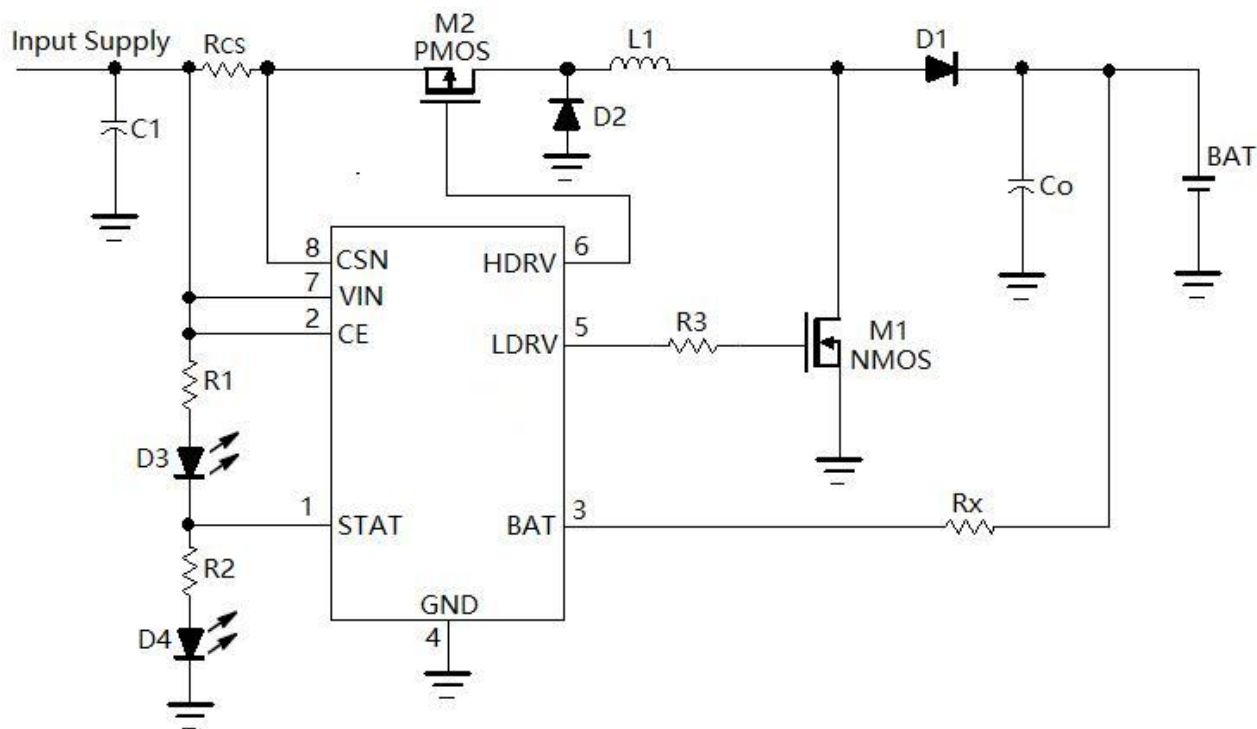 Input Supply
Rcs
M2
PMOS
L1
D1
C1
D2
Co
BAT
8
CSN
7
VIN
2
CE
HDRV
6
LDRV
5
R3
M1
NMOS
R1
D3
1
STAT
BAT
3
Rx
R2
D4
GND
4